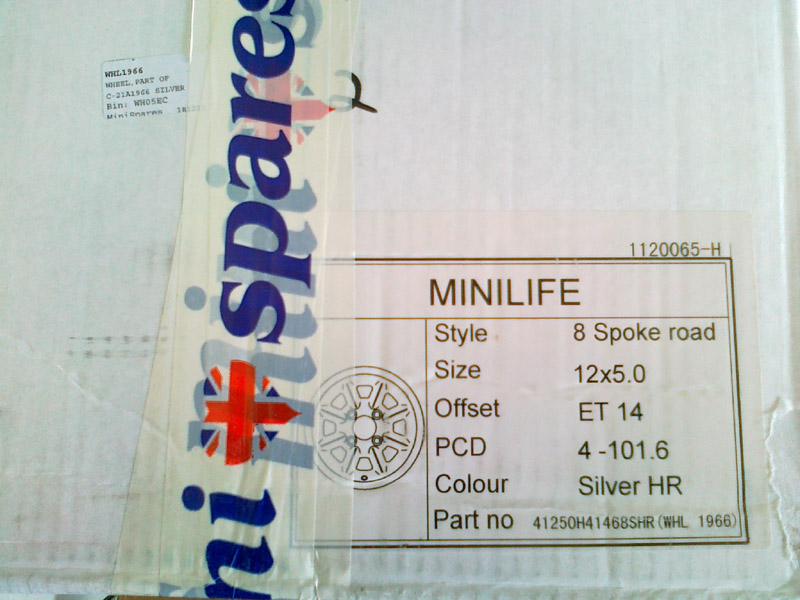 WHL1966
WHEEL, PART OF
C-21A1966 SILVER
Bin: WH05EC
MiniSpares
mini spares
1120065-H
MINILIFE
Style 8 Spoke road
Size 12x5.0
Offset ET 14
PCD 4 -101.6
Colour Silver HR
Part no 41250H41468SHR(WHL 1966)